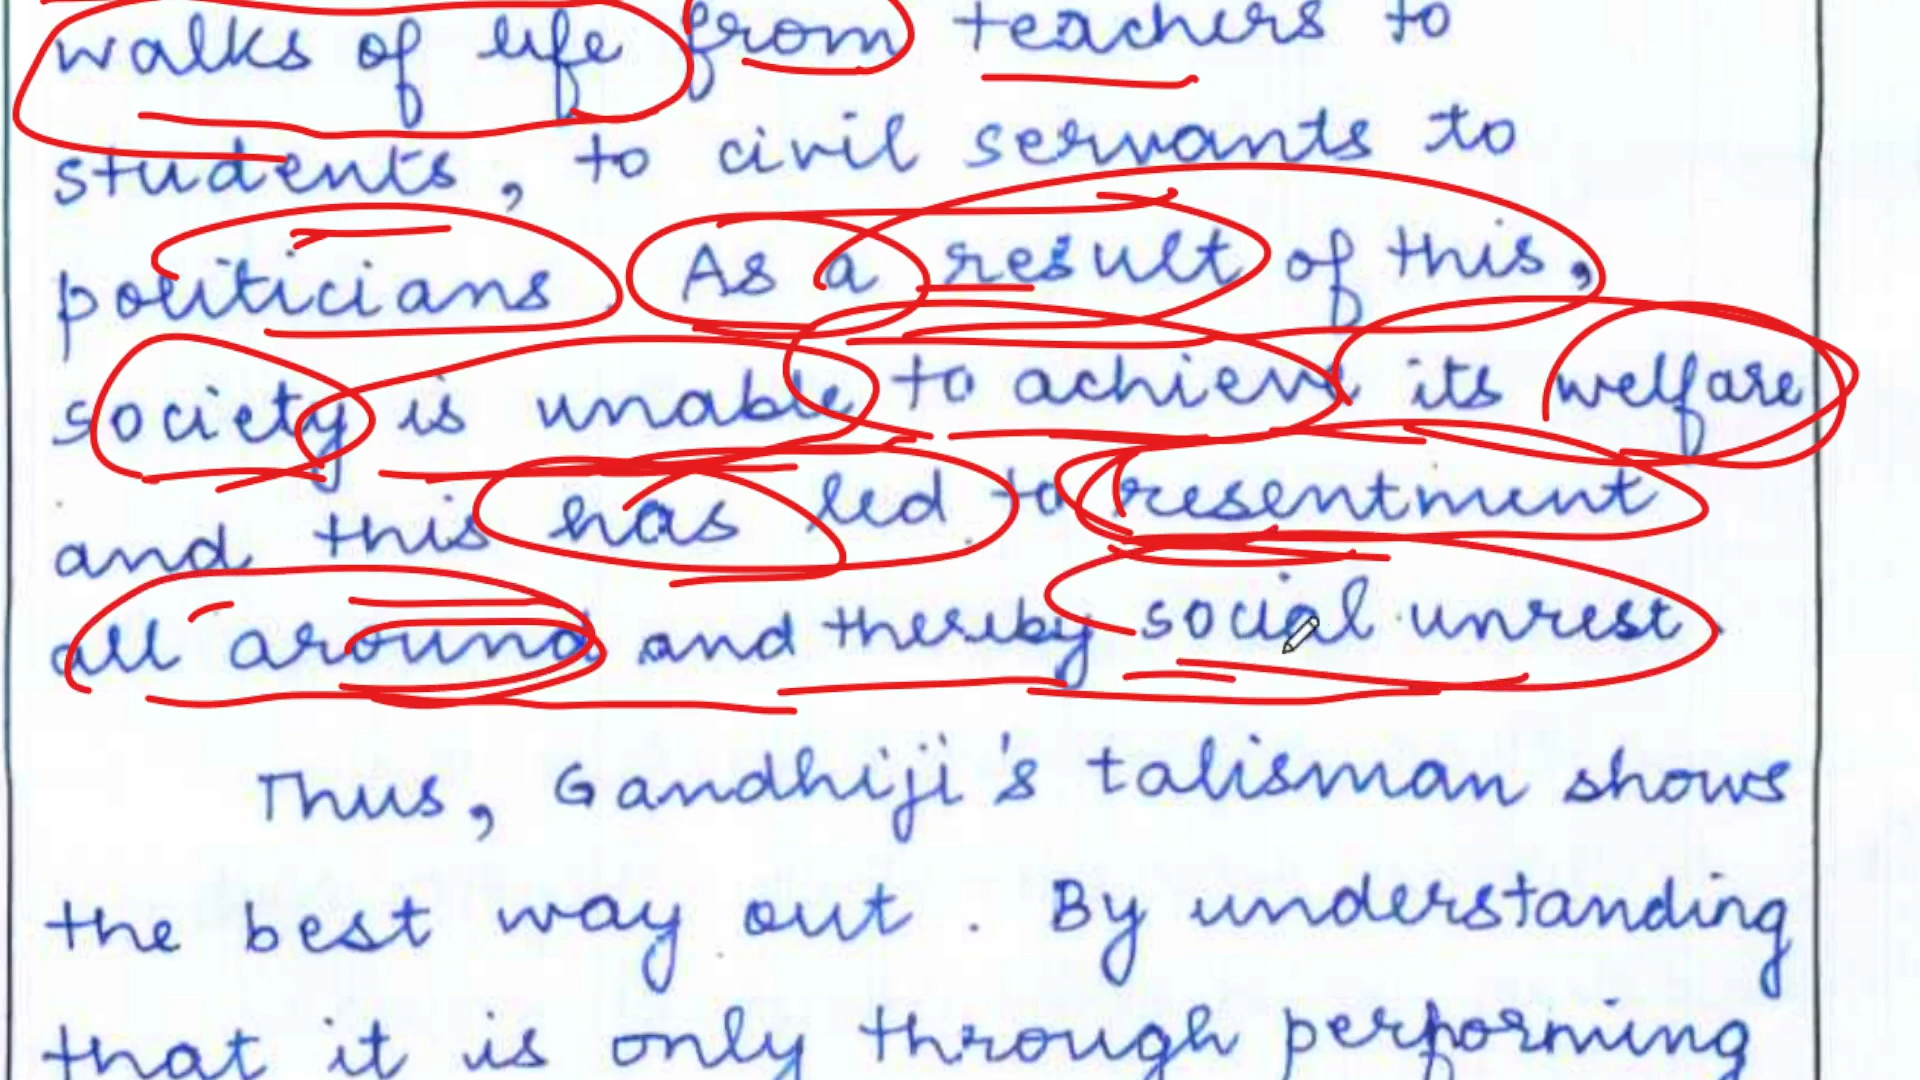 walks of life from teachers to
students, to civil servants to
politicians. As a result of this,
society is unable to achieve its welfare
and this has led to resentment
all around and thereby social unrest.
Thus, Gandhiji's talisman shows
the best way out. By understanding
that it is only through performing